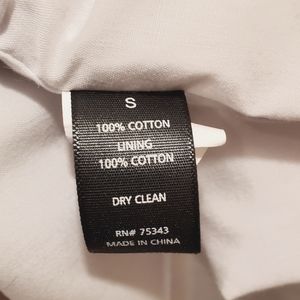 S
100% COTTON
LINING
100% COTTON
DRY CLEAN
RN# 75343
MADE IN CHINA